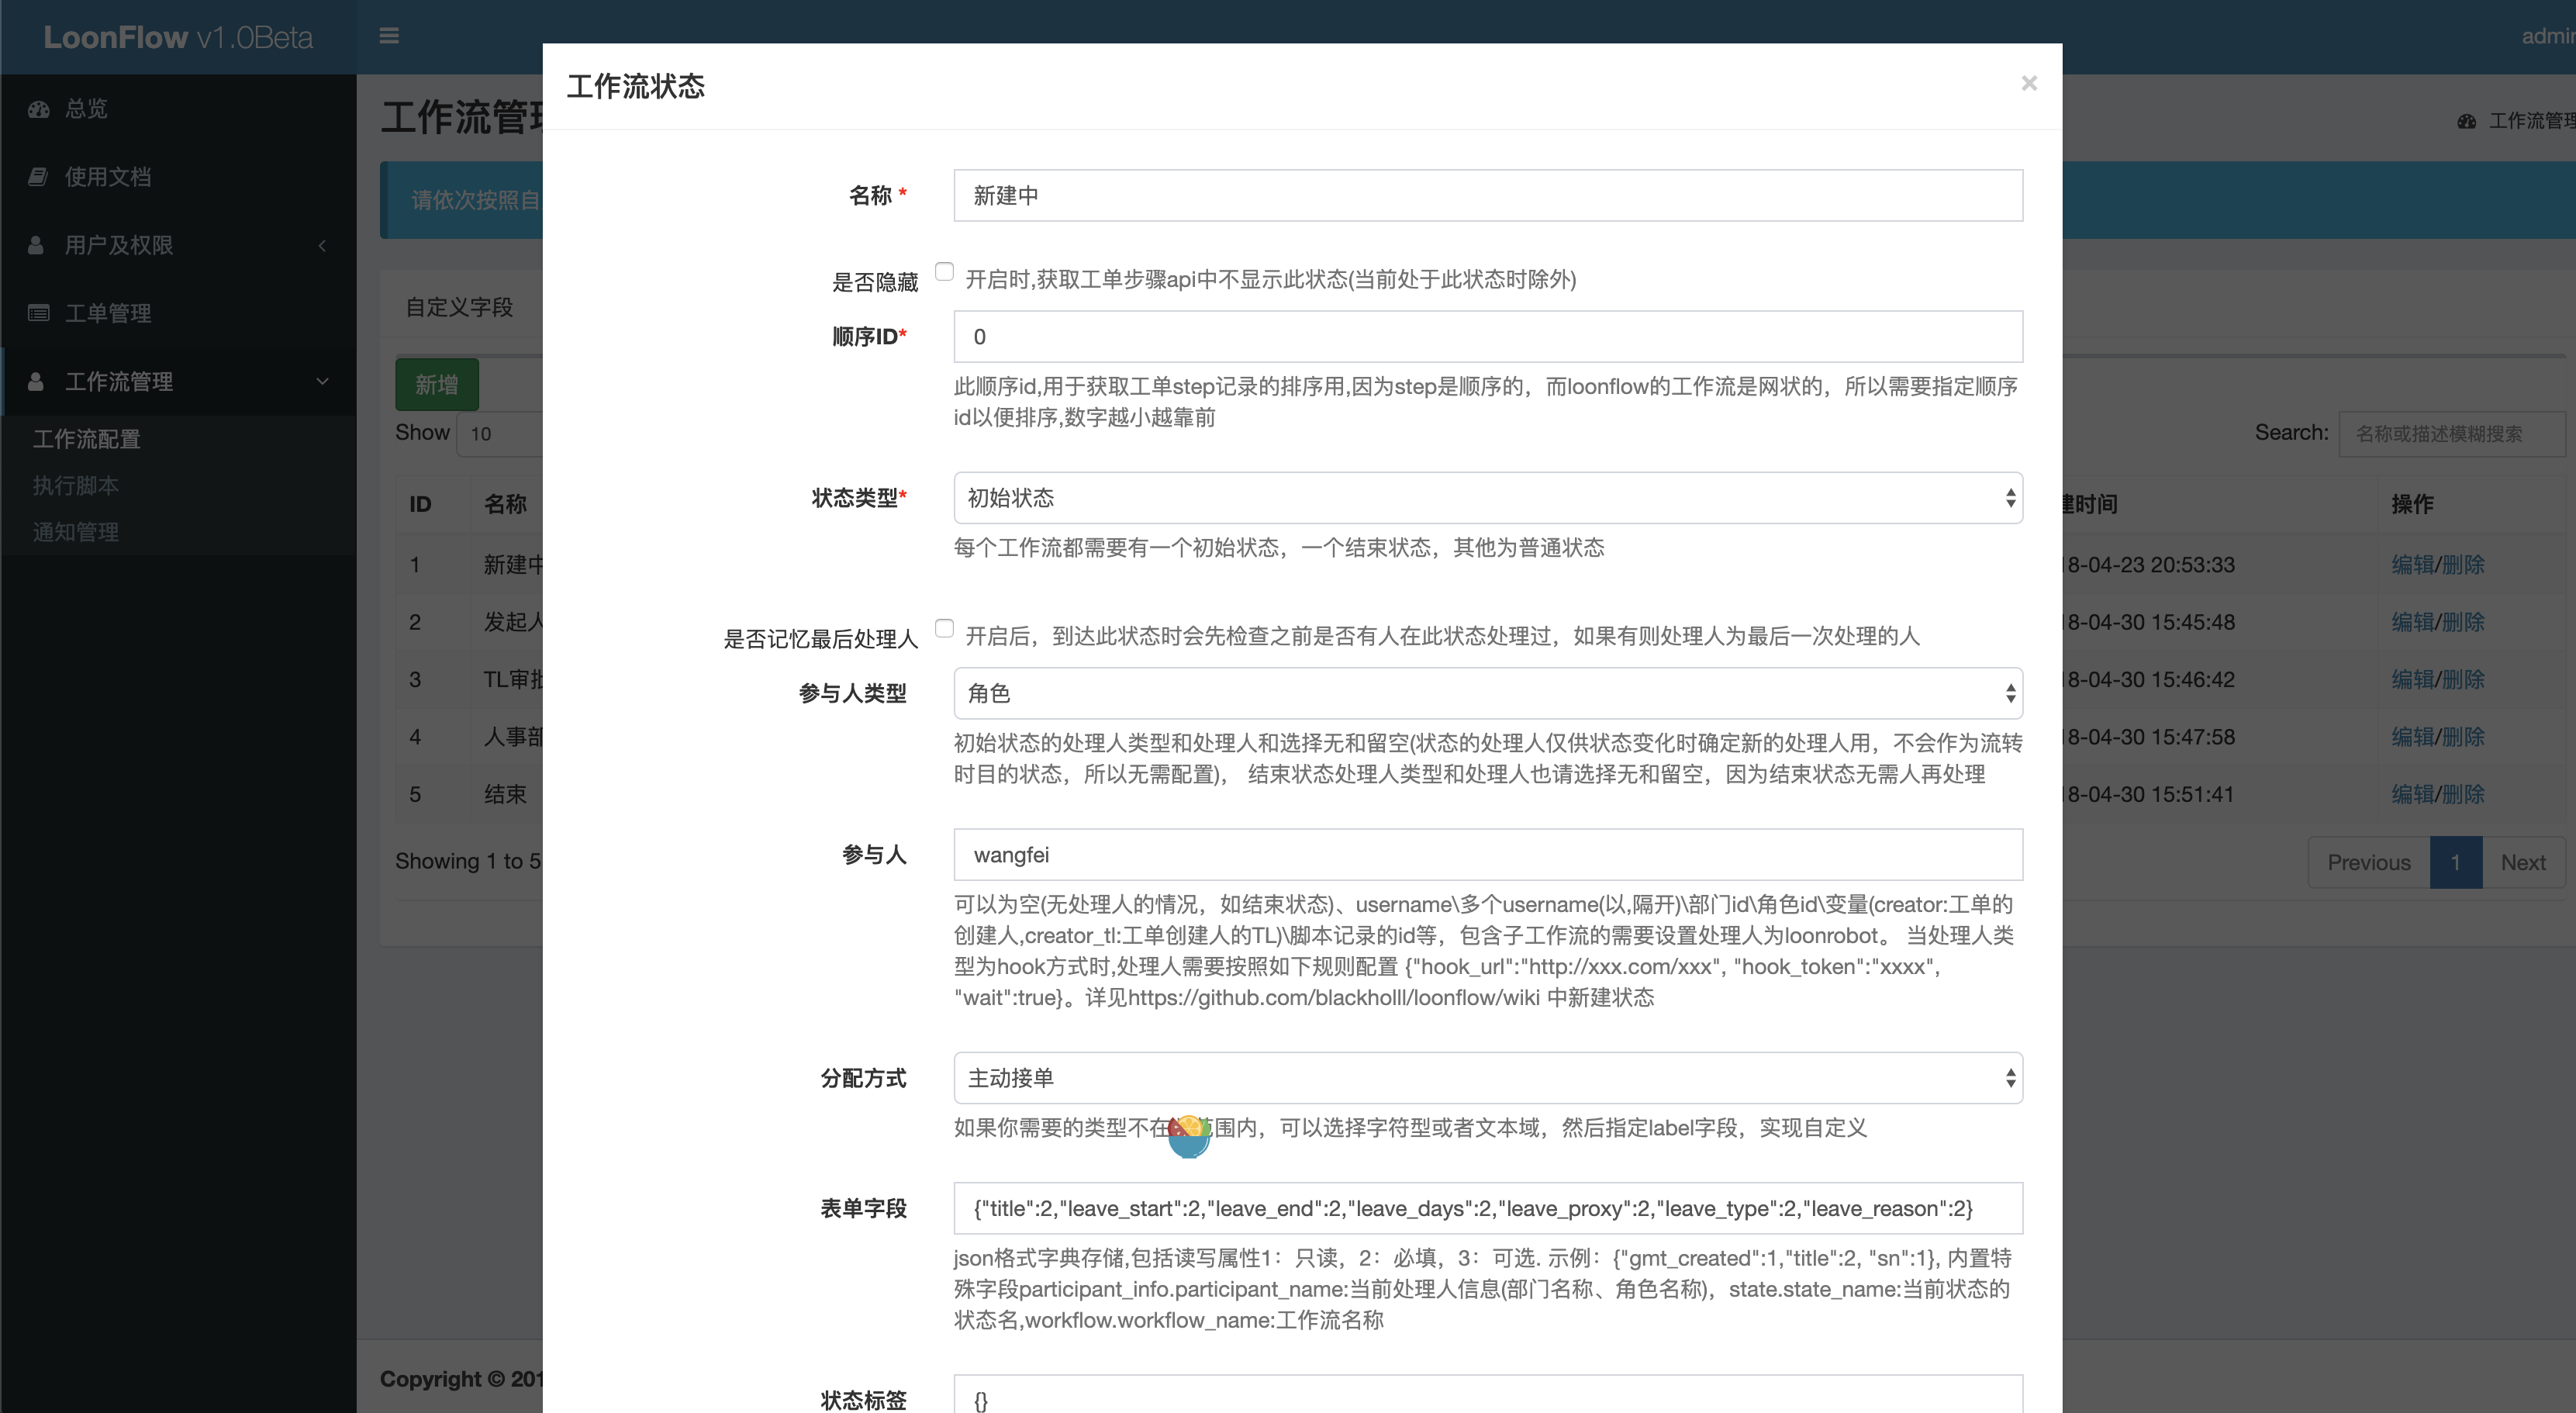 LoonFlow v1.0Beta
admin
总览
使用文档
用户及权限
工单管理
工作流管理
工作流配置
执行脚本
通知管理
工作流管理
工作流管理
请依次按照自
自定义字段
新增
Show 10
Search: 名称或描述模糊搜索
ID 名称 建时间 操作
1 新建中 18-04-23 20:53:33 编辑/删除
2 发起人 18-04-30 15:45:48 编辑/删除
3 TL审批 18-04-30 15:46:42 编辑/删除
4 人事部 18-04-30 15:47:58 编辑/删除
5 结束 18-04-30 15:51:41 编辑/删除
Showing 1 to 5
Previous 1 Next
Copyright © 201
工作流状态 ×
名称 * 新建中
是否隐藏 开启时,获取工单步骤api中不显示此状态(当前处于此状态时除外)
顺序ID* 0
此顺序id,用于获取工单step记录的排序用,因为step是顺序的，而loonflow的工作流是网状的，所以需要指定顺序
id以便排序,数字越小越靠前
状态类型* 初始状态
每个工作流都需要有一个初始状态，一个结束状态，其他为普通状态
是否记忆最后处理人 开启后，到达此状态时会先检查之前是否有人在此状态处理过，如果有则处理人为最后一次处理的人
参与人类型 角色
初始状态的处理人类型和处理人和选择无和留空(状态的处理人仅供状态变化时确定新的处理人用，不会作为流转
时目的状态，所以无需配置)， 结束状态处理人类型和处理人也请选择无和留空，因为结束状态无需人再处理
参与人 wangfei
可以为空(无处理人的情况，如结束状态)、username\多个username(以,隔开)\部门id\角色id\变量(creator:工单的
创建人,creator_tl:工单创建人的TL)\脚本记录的id等，包含子工作流的需要设置处理人为loonrobot。 当处理人类
型为hook方式时,处理人需要按照如下规则配置 {"hook_url":"http://xxx.com/xxx", "hook_token":"xxxx",
"wait":true}。详见https://github.com/blackholll/loonflow/wiki 中新建状态
分配方式 主动接单
如果你需要的类型不在 范围内，可以选择字符型或者文本域，然后指定label字段，实现自定义
表单字段 {"title":2,"leave_start":2,"leave_end":2,"leave_days":2,"leave_proxy":2,"leave_type":2,"leave_reason":2}
json格式字典存储,包括读写属性1：只读，2：必填，3：可选. 示例：{"gmt_created":1,"title":2, "sn":1}, 内置特
殊字段participant_info.participant_name:当前处理人信息(部门名称、角色名称)，state.state_name:当前状态的
状态名,workflow.workflow_name:工作流名称
状态标签 {}